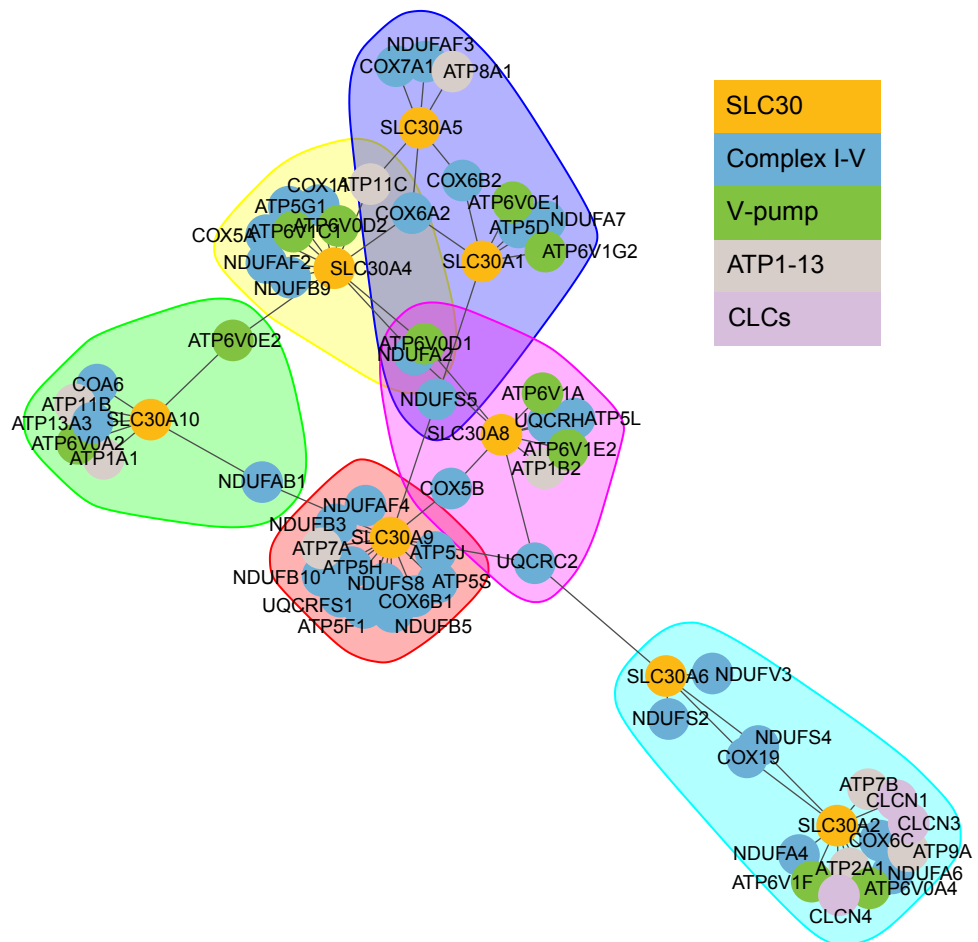 NDUFAF3
COX7A1
ATP8A1
SLC30A5
SLC30
Complex I-V
V-pump
ATP1-13
CLCs
COX11
ATP11C
COX6B2
ATP5G1
ATP6V0E1
COX6A2
NDUFA7
COX5A
ATP6V1C1
ATP6V0D2
ATP5D
ATP6V1G2
NDUFAF2
SLC30A4
SLC30A1
NDUFB9
ATP6V0E2
ATP6V0D1
NDUFA2
COA6
NDUFS5
ATP6V1A
ATP11B
SLC30A10
UQCRH
ATP5L
ATP13A3
SLC30A8
ATP6V0A2
ATP6V1E2
ATP1A1
ATP1B2
NDUFAB1
COX5B
NDUFAF4
NDUFB3
SLC30A9
ATP7A
ATP5J
UQCRC2
ATP5H
NDUFB10
NDUFS8
ATP5S
UQCRFS1
COX6B1
ATP5F1
NDUFB5
SLC30A6
NDUFV3
NDUFS2
NDUFS4
COX19
ATP7B
CLCN1
SLC30A2
CLCN3
COX6C
NDUFA4
ATP9A
ATP2A1
NDUFA6
ATP6V1F
ATP6V0A4
CLCN4